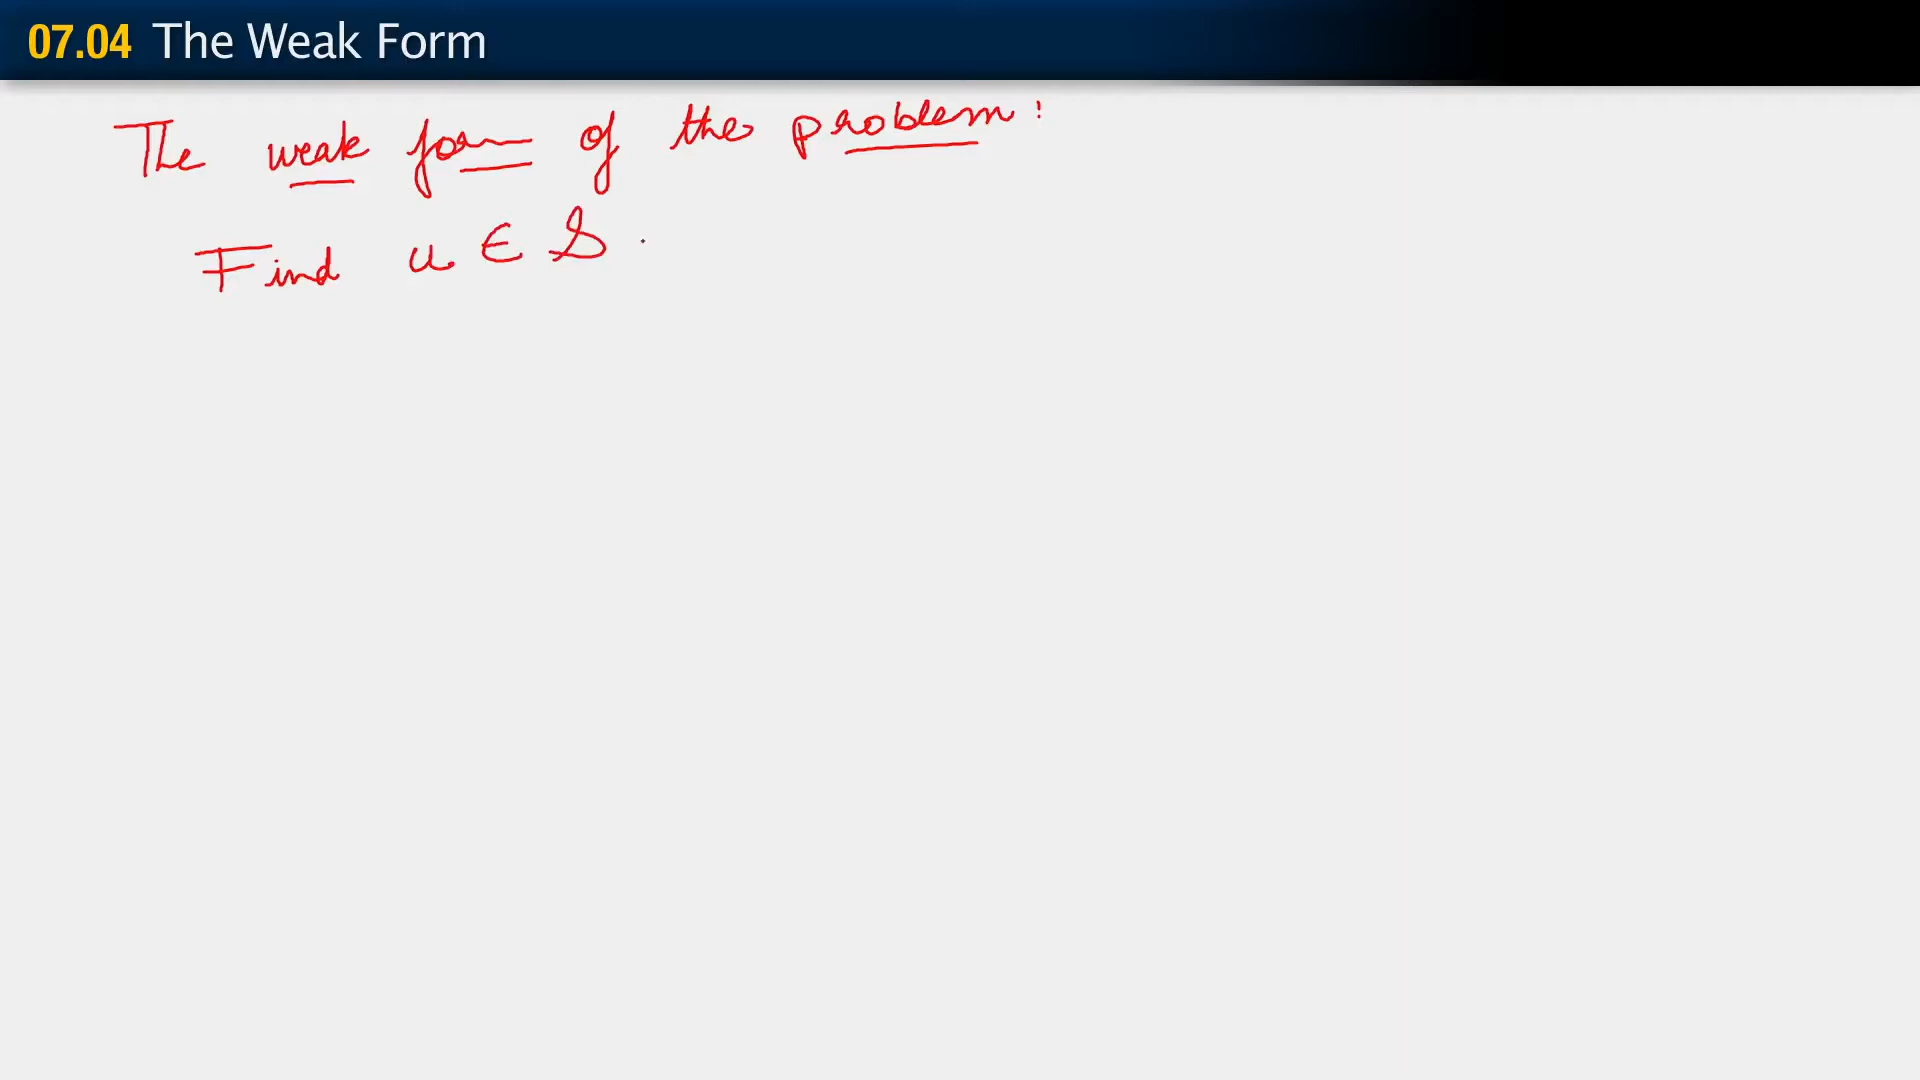 07.04 The Weak Form
The weak form of the problem:
Find u ∈ S